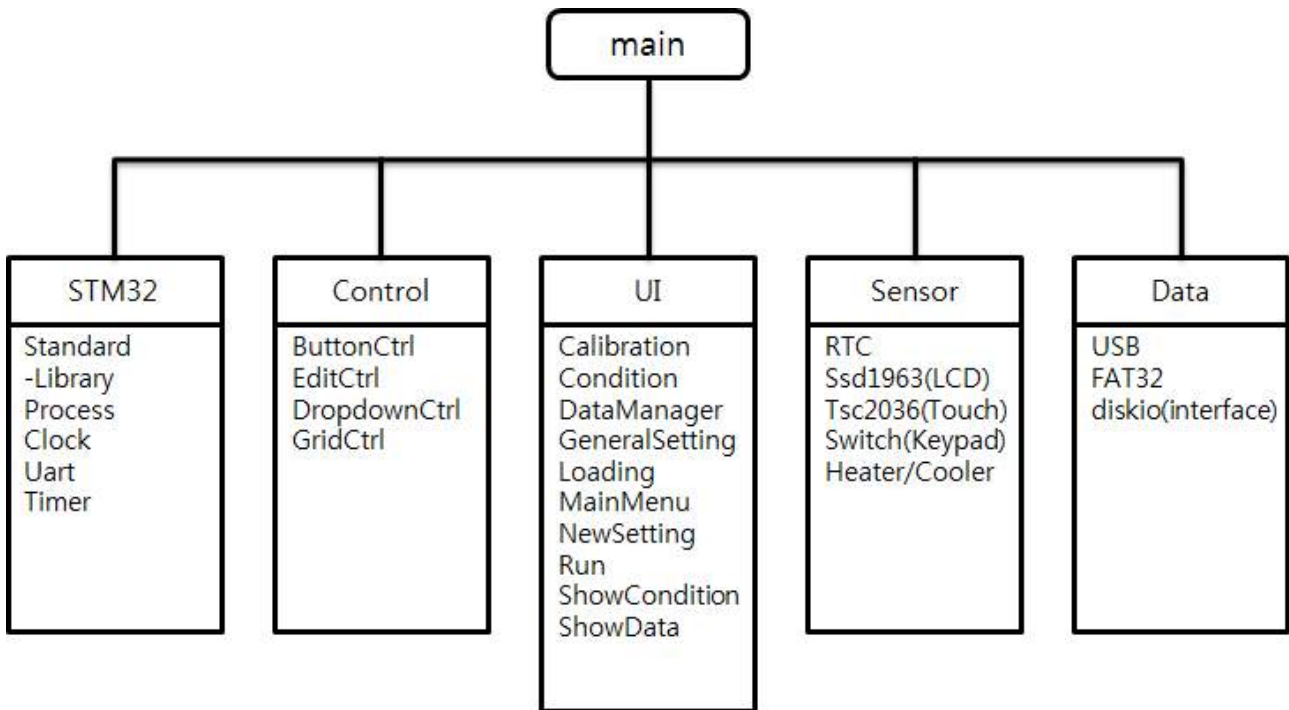 main
STM32
Standard
-Library
Process
Clock
Uart
Timer
Control
ButtonCtrl
EditCtrl
DropdownCtrl
GridCtrl
UI
Calibration
Condition
DataManager
GeneralSetting
Loading
MainMenu
NewSetting
Run
ShowCondition
ShowData
Sensor
RTC
Ssd1963(LCD)
Tsc2036(Touch)
Switch(Keypad)
Heater/Cooler
Data
USB
FAT32
diskio(interface)